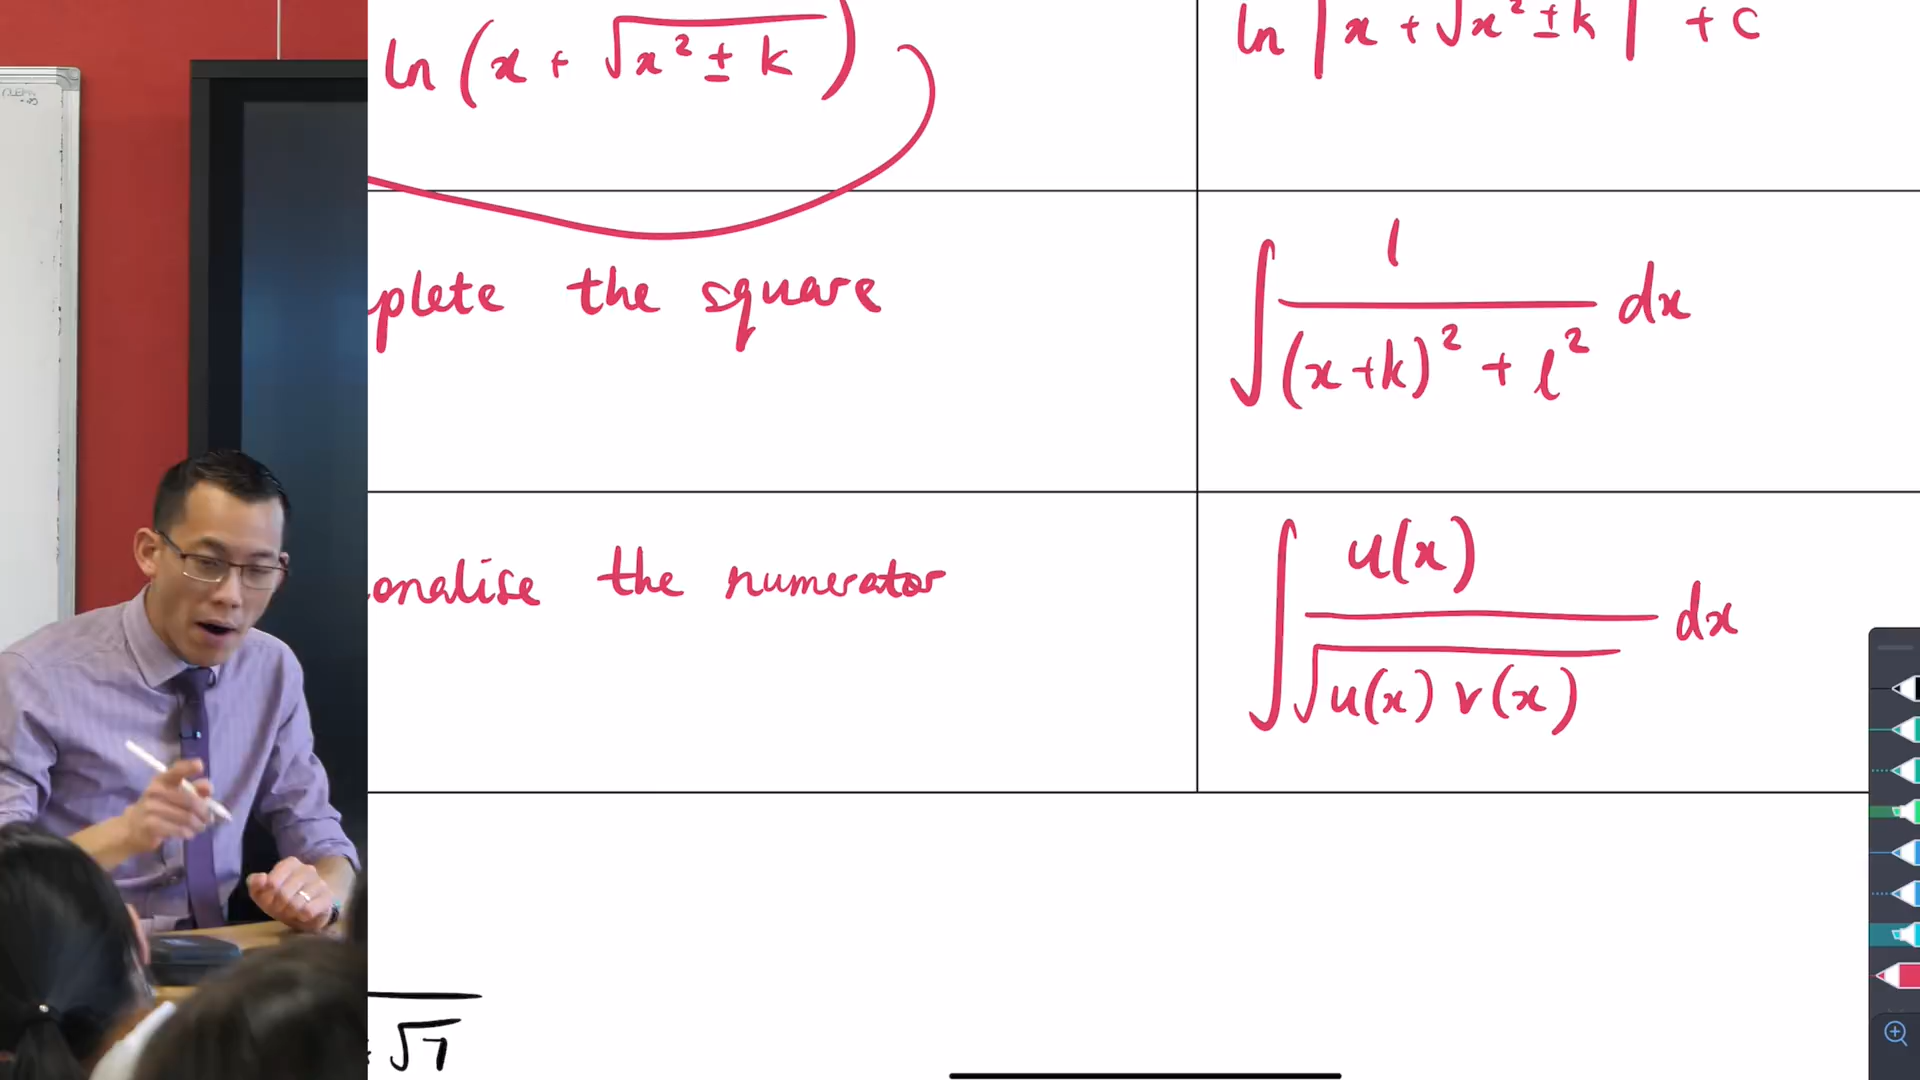 ln (x + √(x² ± k))
ln |x + √x² ± k| + C
plete the square
∫ 1 / ((x+k)² + l²) dx
onalise the numerator
∫ u(x) / √(u(x) v(x)) dx
√7